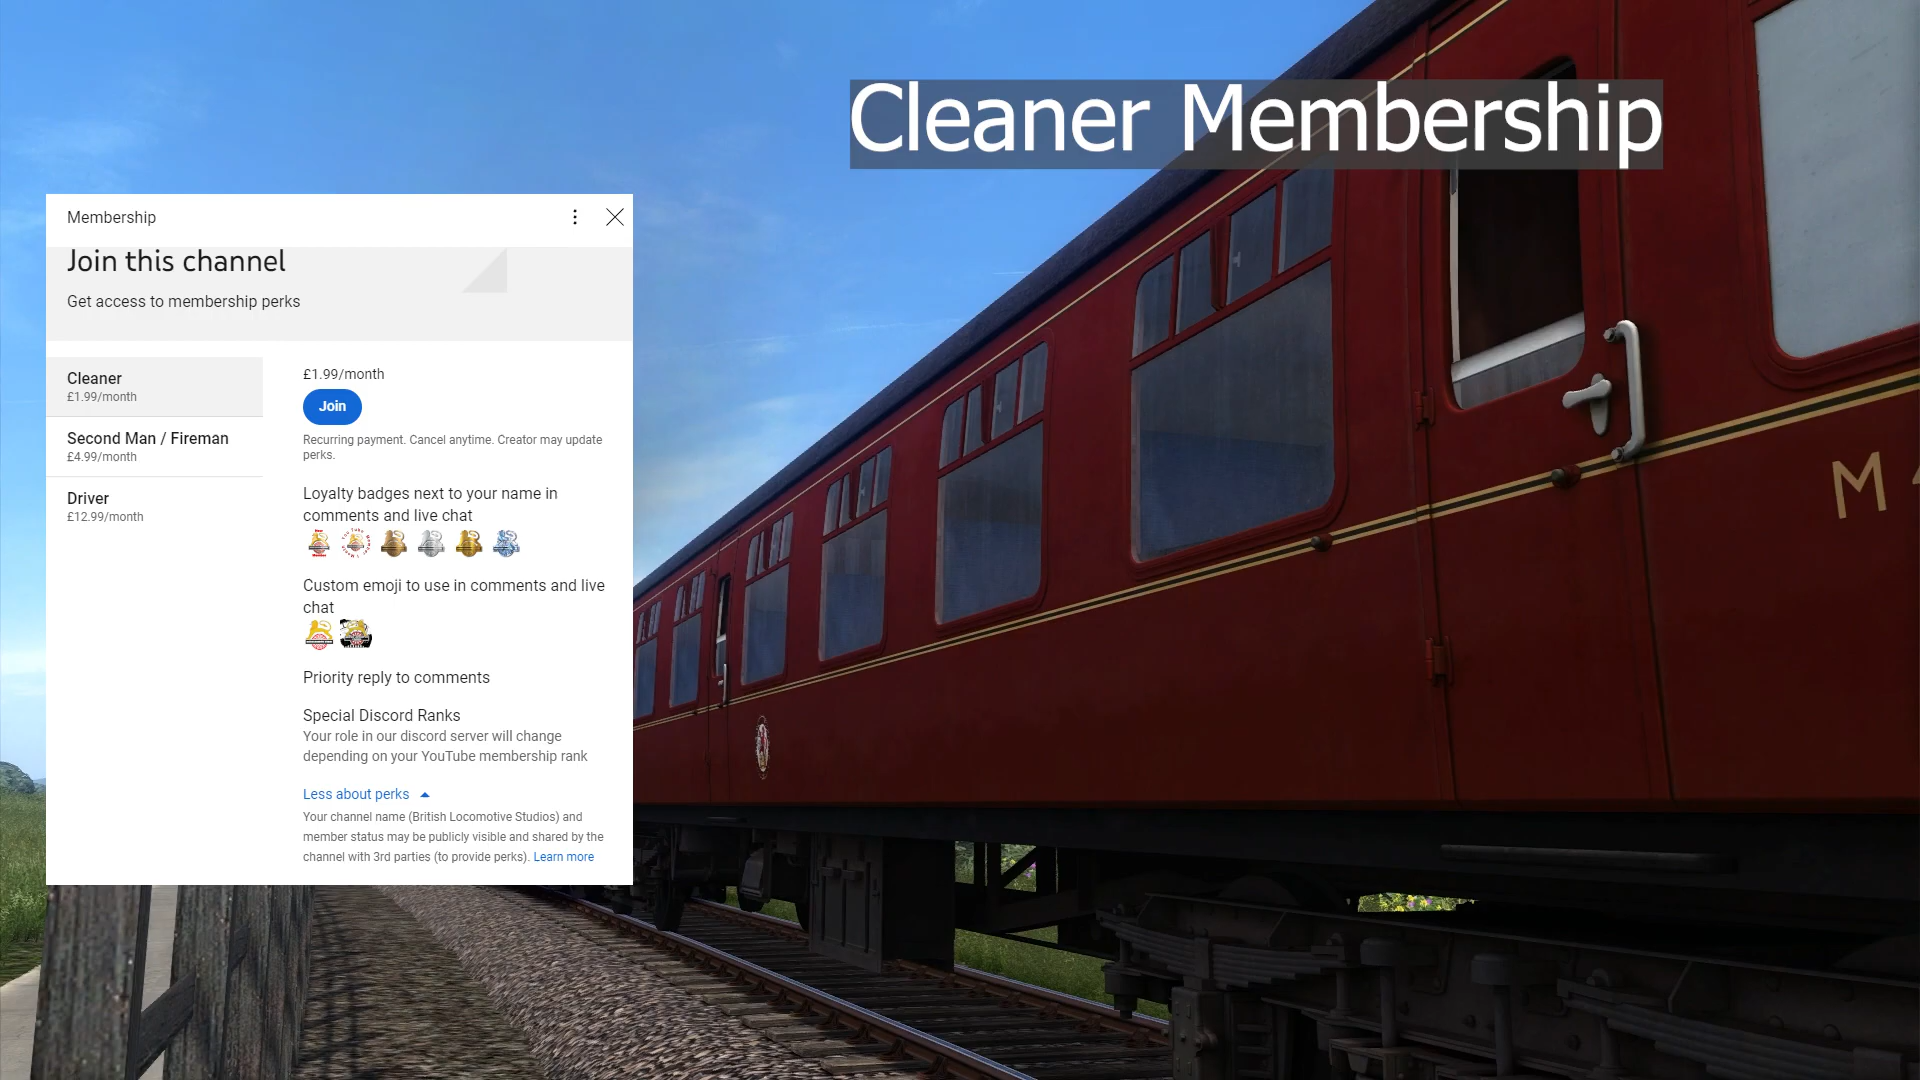 Cleaner Membership
Membership
Join this channel
Get access to membership perks
Cleaner
£1.99/month
Second Man / Fireman
£4.99/month
Driver
£12.99/month
£1.99/month
Join
Recurring payment. Cancel anytime. Creator may update
perks.
Loyalty badges next to your name in
comments and live chat
Custom emoji to use in comments and live
chat
Priority reply to comments
Special Discord Ranks
Your role in our discord server will change
depending on your YouTube membership rank
Less about perks
Your channel name (British Locomotive Studios) and
member status may be publicly visible and shared by the
channel with 3rd parties (to provide perks). Learn more
M